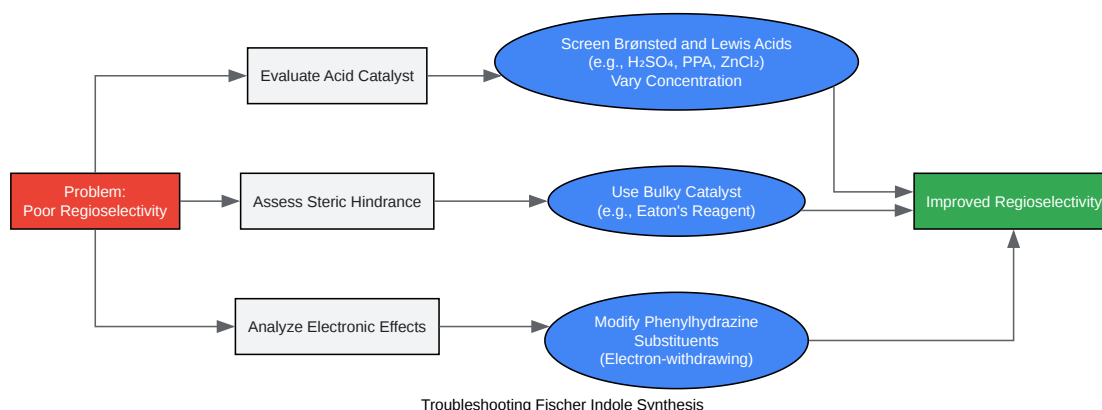 Problem:
Poor Regioselectivity
Evaluate Acid Catalyst
Screen Brønsted and Lewis Acids
(e.g., H₂SO₄, PPA, ZnCl₂)
Vary Concentration
Assess Steric Hindrance
Use Bulky Catalyst
(e.g., Eaton's Reagent)
Analyze Electronic Effects
Modify Phenylhydrazine
Substituents
(Electron-withdrawing)
Improved Regioselectivity
Troubleshooting Fischer Indole Synthesis